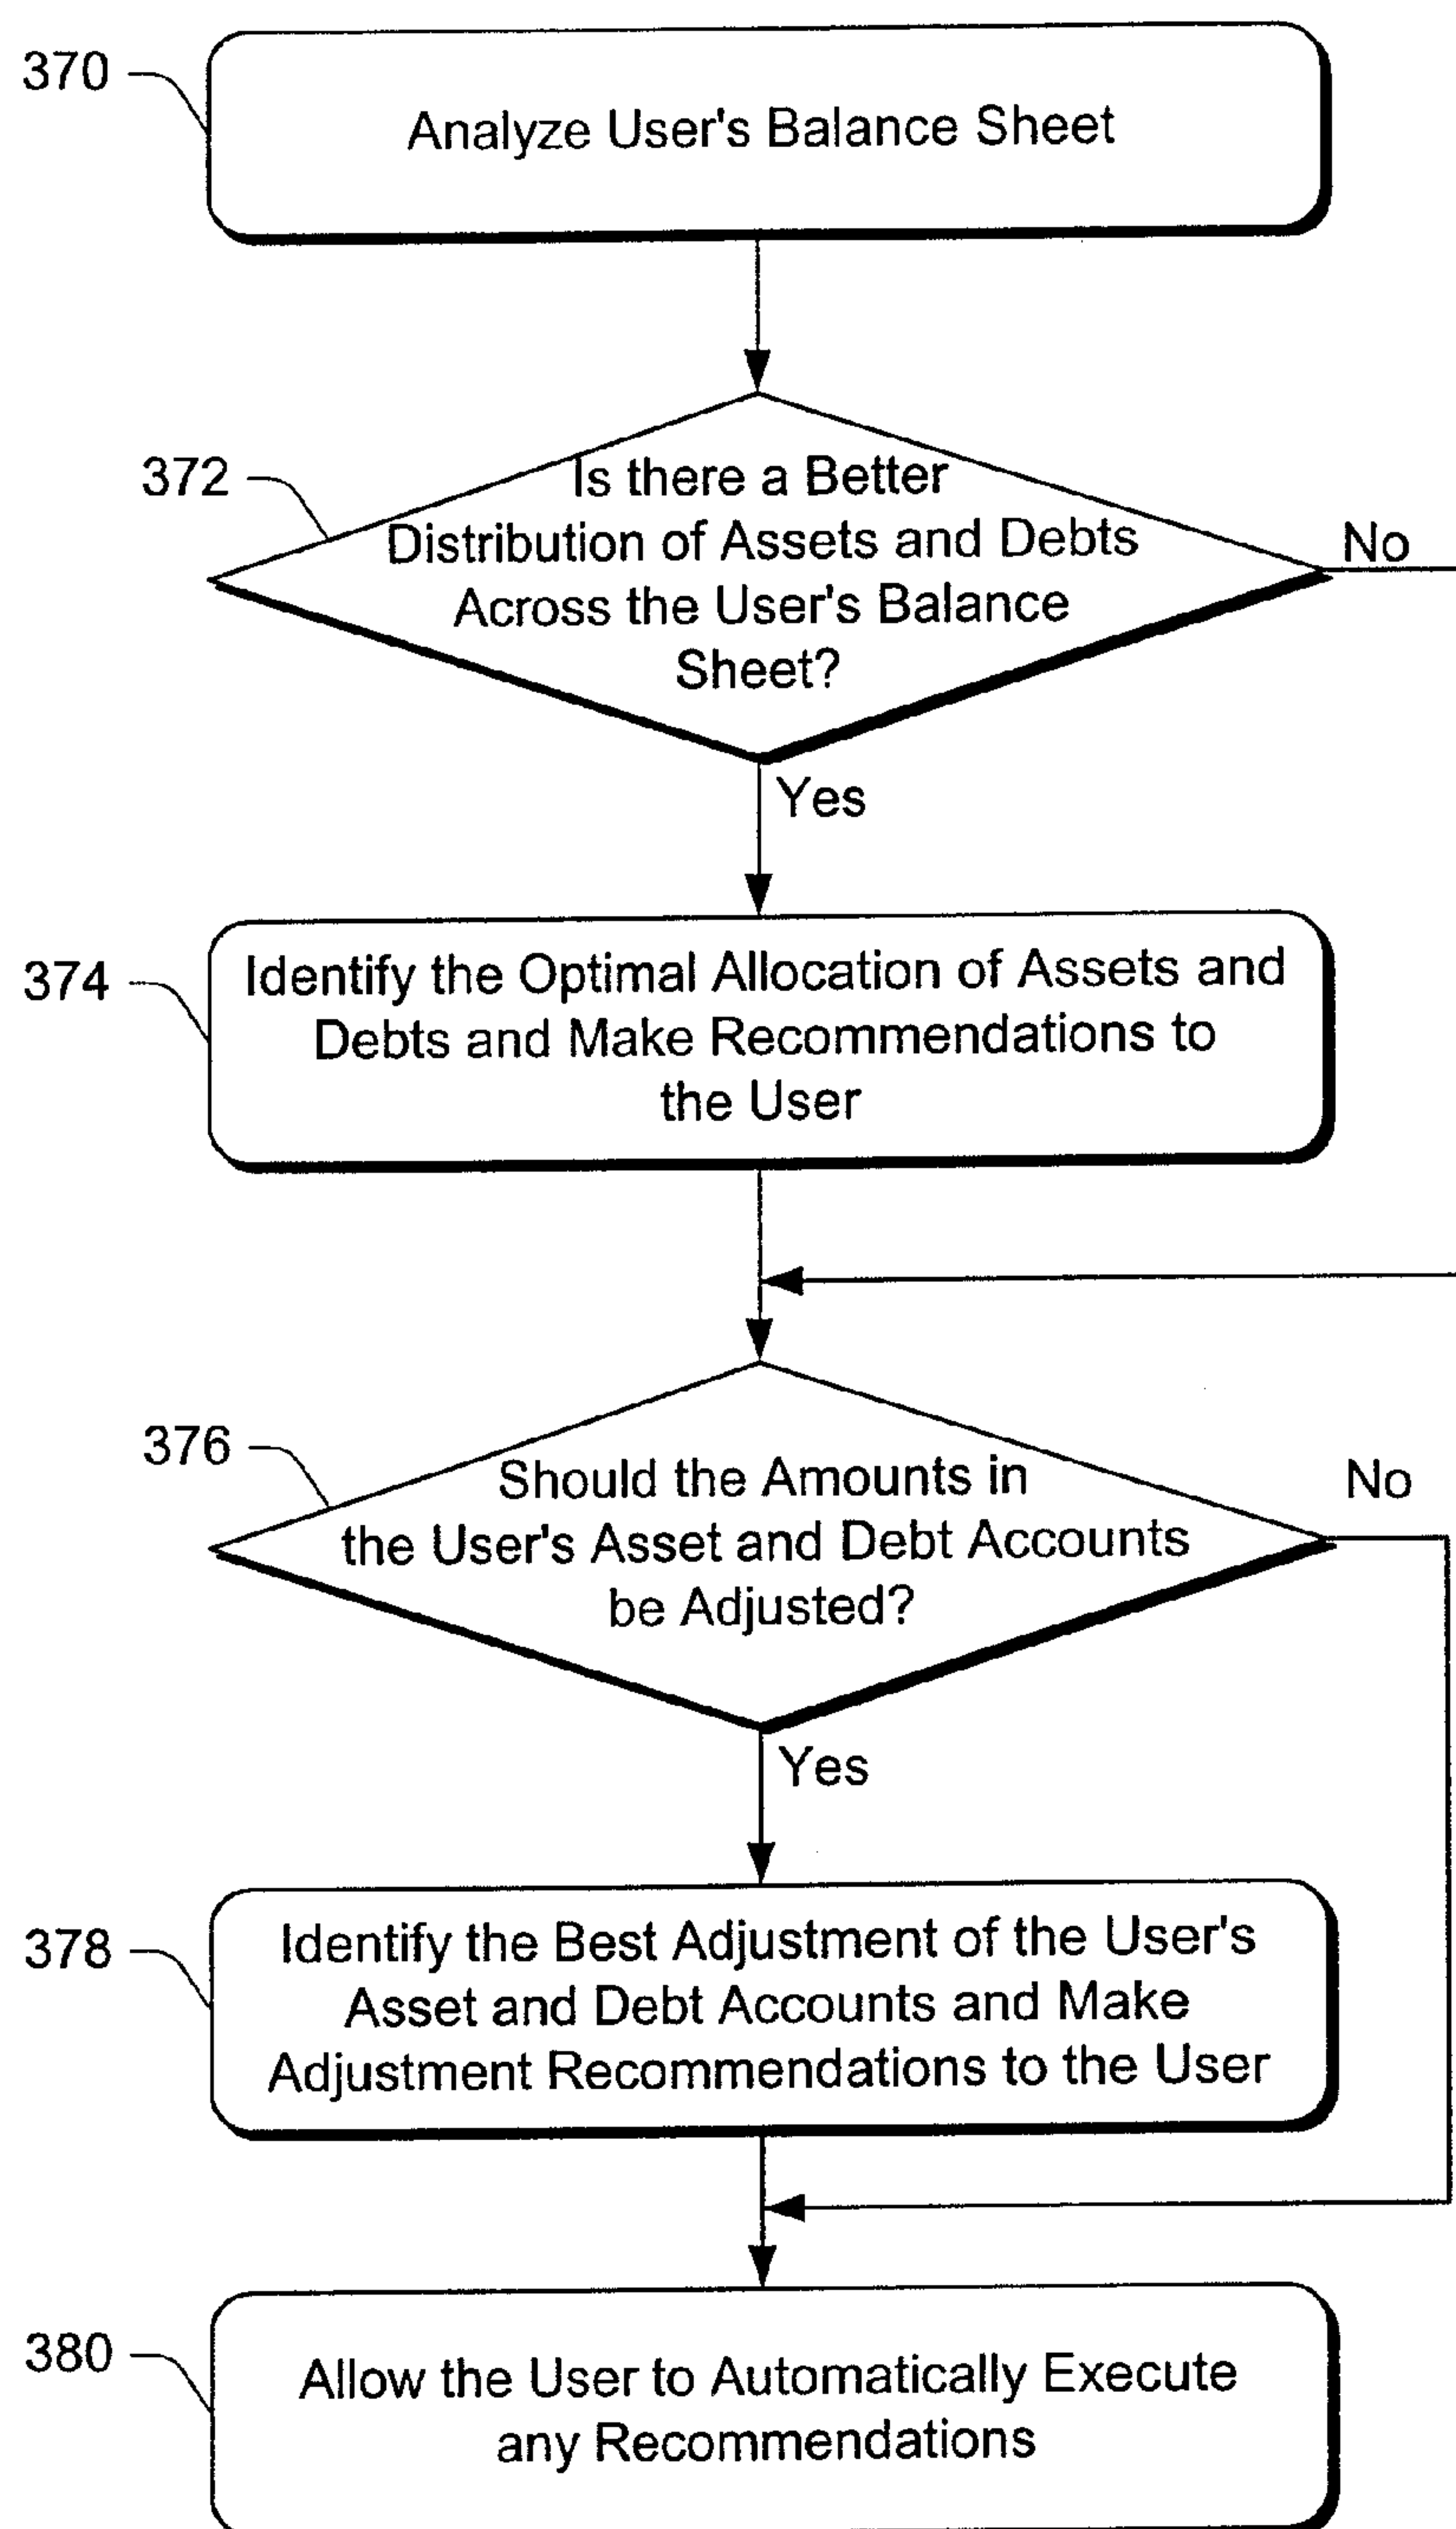 370
Analyze User's Balance Sheet
372
Is there a Better
Distribution of Assets and Debts
Across the User's Balance
Sheet?
No
Yes
374
Identify the Optimal Allocation of Assets and
Debts and Make Recommendations to
the User
376
Should the Amounts in
the User's Asset and Debt Accounts
be Adjusted?
No
Yes
378
Identify the Best Adjustment of the User's
Asset and Debt Accounts and Make
Adjustment Recommendations to the User
380
Allow the User to Automatically Execute
any Recommendations